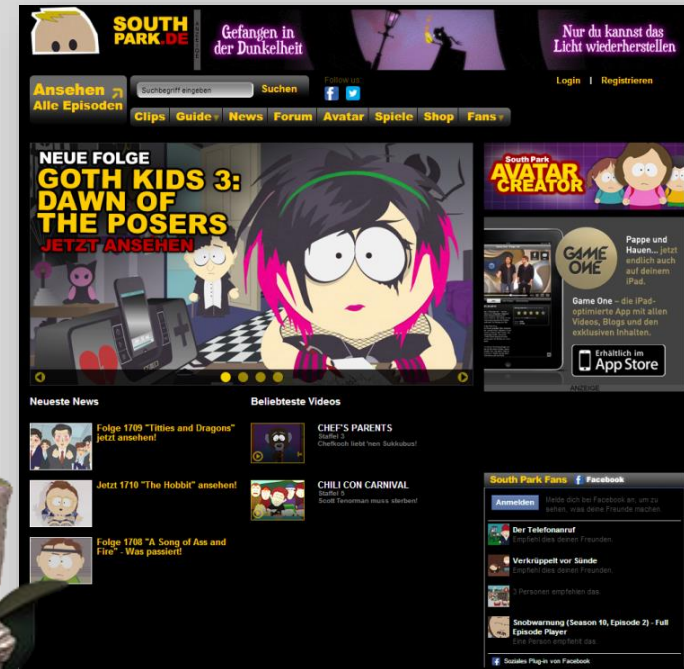 SOUTH
PARK.DE
ANZEIGE
Gefangen in
der Dunkelheit
Nur du kannst das
Licht wiederherstellen
Ansehen
Alle Episoden
Suchbegriff eingeben
Suchen
Follow us:
Login | Registrieren
Clips Guide News Forum Avatar Spiele Shop Fans
NEUE FOLGE
GOTH KIDS 3:
DAWN OF
THE POSERS
JETZT ANSEHEN
South Park
AVATAR
CREATOR
GAME
ONE
Pappe und
Hauen... jetzt
endlich auch
auf deinem
iPad.
Game One – die iPad-
optimierte App mit allen
Videos, Blogs und den
exklusiven Inhalten.
Erhältlich im
App Store
ANZEIGE
Neueste News
Folge 1709 "Titties and Dragons"
jetzt ansehen!
Jetzt 1710 "The Hobbit" ansehen!
Folge 1708 "A Song of Ass and
Fire" - Was passiert!
Beliebteste Videos
CHEF'S PARENTS
Staffel 3
Chefkoch liebt 'nen Sukkobus!
CHILI CON CARNIVAL
Staffel 5
Scott Tenorman muss sterben!
South Park Fans Facebook
Anmelden
Melde dich bei Facebook an, um zu
sehen, was deine Freunde machen
Der Telefonanruf
Empfiehl dies deinen Freunden.
Verkrüppelt vor Sünde
Empfiehl dies deinen Freunden.
3 Personen empfehlen das.
Snobwarnung (Season 10, Episode 2) - Full
Episode Player
Eine Person empfiehlt das.
Soziales Plug-in von Facebook